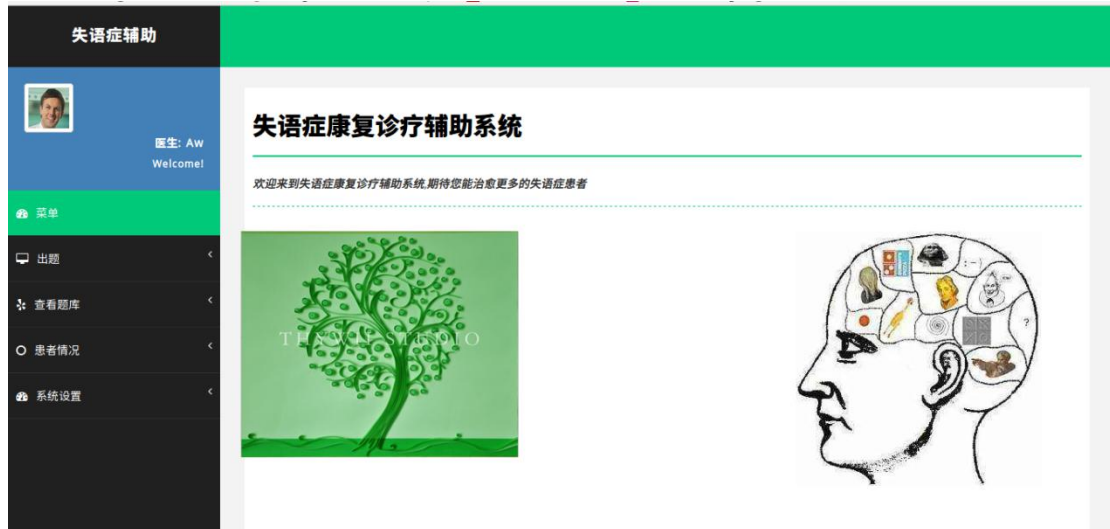 失语症辅助
医生: Aw
Welcome!
菜单
出题
查看题库
患者情况
系统设置
失语症康复诊疗辅助系统
欢迎来到失语症康复诊疗辅助系统,期待您能治愈更多的失语症患者
STUDIO
:-)
?